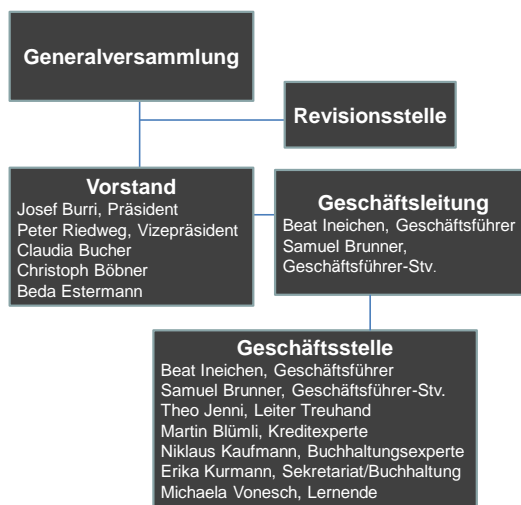 Generalversammlung
Revisionsstelle
Vorstand
Josef Burri, Präsident
Peter Riedweg, Vizepräsident
Claudia Bucher
Christoph Böbner
Beda Estermann
Geschäftsleitung
Beat Ineichen, Geschäftsführer
Samuel Brunner,
Geschäftsführer-Stv.
Geschäftsstelle
Beat Ineichen, Geschäftsführer
Samuel Brunner, Geschäftsführer-Stv.
Theo Jenni, Leiter Treuhand
Martin Blümli, Kreditexperte
Niklaus Kaufmann, Buchhaltungsexperte
Erika Kurmann, Sekretariat/Buchhaltung
Michaela Vonesch, Lernende